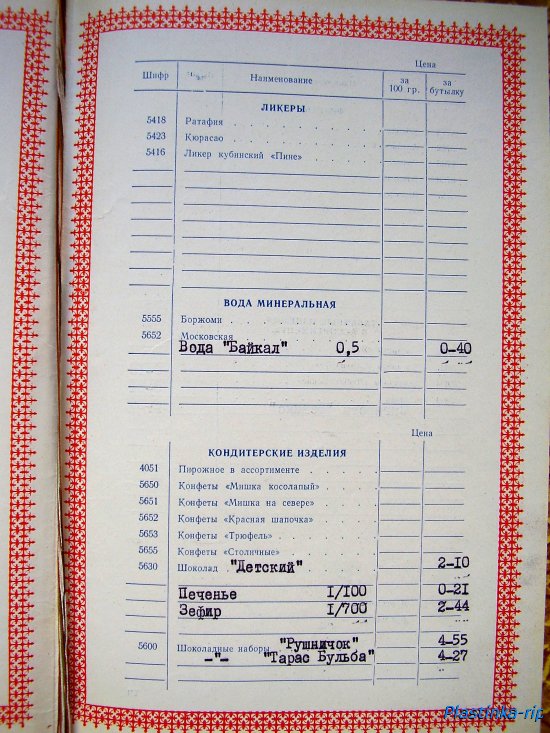 Цена
Шифр Наименование за 100 гр. за бутылку
ЛИКЕРЫ
5418 Ратафия
5423 Кюрасао
5416 Ликер кубинский «Пине»
ВОДА МИНЕРАЛЬНАЯ
5555 Боржоми
5652 Московская
Вода "Байкал" 0,5 0-40
Цена
КОНДИТЕРСКИЕ ИЗДЕЛИЯ
4051 Пирожное в ассортименте
5650 Конфеты «Мишка косолапый»
5651 Конфеты «Мишка на севере»
5652 Конфеты «Красная шапочка»
5653 Конфеты «Трюфель»
5655 Конфеты «Столичные»
5630 Шоколад "Детский" 2-10
Печенье 1/100 0-21
Зефир 1/700 2-44
5600 Шоколадные наборы "Рушничок" 4-55
-"- "Тарас Бульба" 4-27
Plastinka-rip